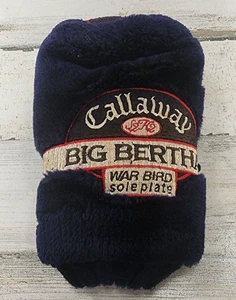 Callaway
BIG BERTH
WAR BIRD
sole plate